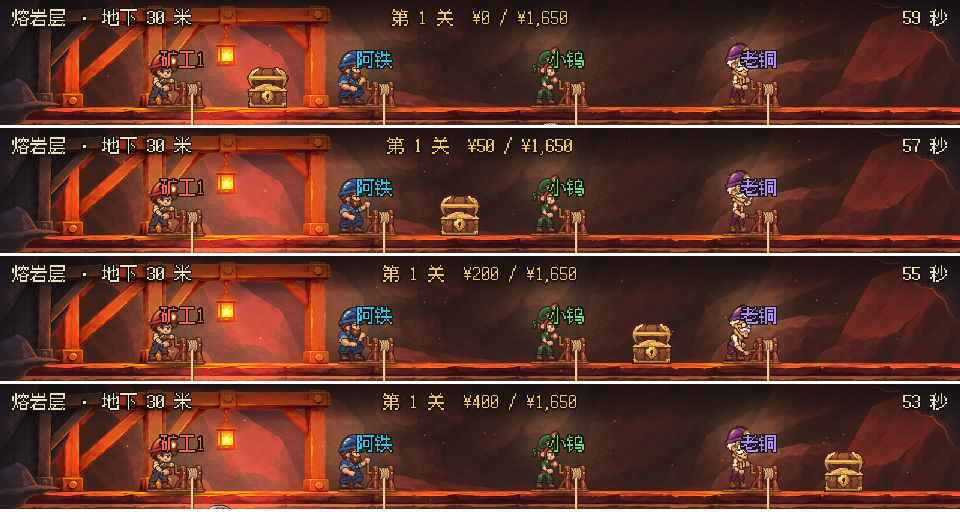 熔岩层 · 地下 30 米 第 1 关 ¥0 / ¥1,650 59 秒
矿工1 阿铁 小钨 老铜
熔岩层 · 地下 30 米 第 1 关 ¥50 / ¥1,650 57 秒
矿工1 阿铁 小钨 老铜
熔岩层 · 地下 30 米 第 1 关 ¥200 / ¥1,650 55 秒
矿工1 阿铁 小钨 老铜
熔岩层 · 地下 30 米 第 1 关 ¥400 / ¥1,650 53 秒
矿工1 阿铁 小钨 老铜